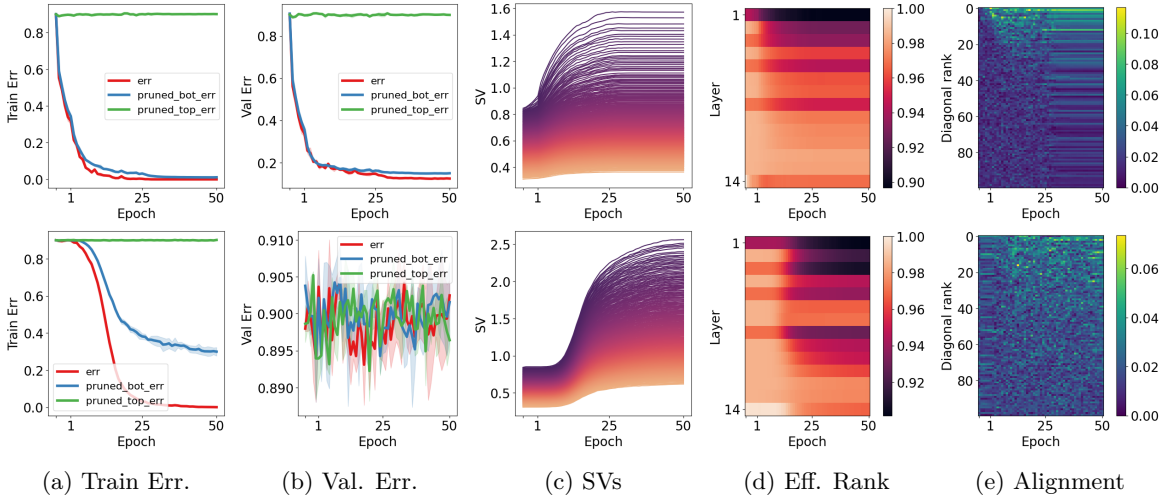 0.8
0.6
0.4
0.2
0.0
Train Err
err
pruned_bot_err
pruned_top_err
1
25
50
Epoch
0.8
0.6
0.4
0.2
Val Err
err
pruned_bot_err
pruned_top_err
1
25
50
Epoch
1.6
1.4
1.2
1.0
0.8
0.6
0.4
SV
1
25
50
Epoch
1
14
Layer
1
25
50
Epoch
1.00
0.98
0.96
0.94
0.92
0.90
0
20
40
60
80
Diagonal rank
1
25
50
Epoch
0.10
0.08
0.06
0.04
0.02
0.00
0.8
0.6
0.4
0.2
0.0
Train Err
err
pruned_bot_err
pruned_top_err
1
25
50
Epoch
0.910
0.905
0.900
0.895
0.890
Val Err
err
pruned_bot_err
pruned_top_err
1
25
50
Epoch
2.5
2.0
1.5
1.0
0.5
SV
1
25
50
Epoch
1
14
Layer
1
25
50
Epoch
1.00
0.98
0.96
0.94
0.92
0
20
40
60
80
Diagonal rank
1
25
50
Epoch
0.06
0.04
0.02
0.00
(a) Train Err.
(b) Val. Err.
(c) SVs
(d) Eff. Rank
(e) Alignment